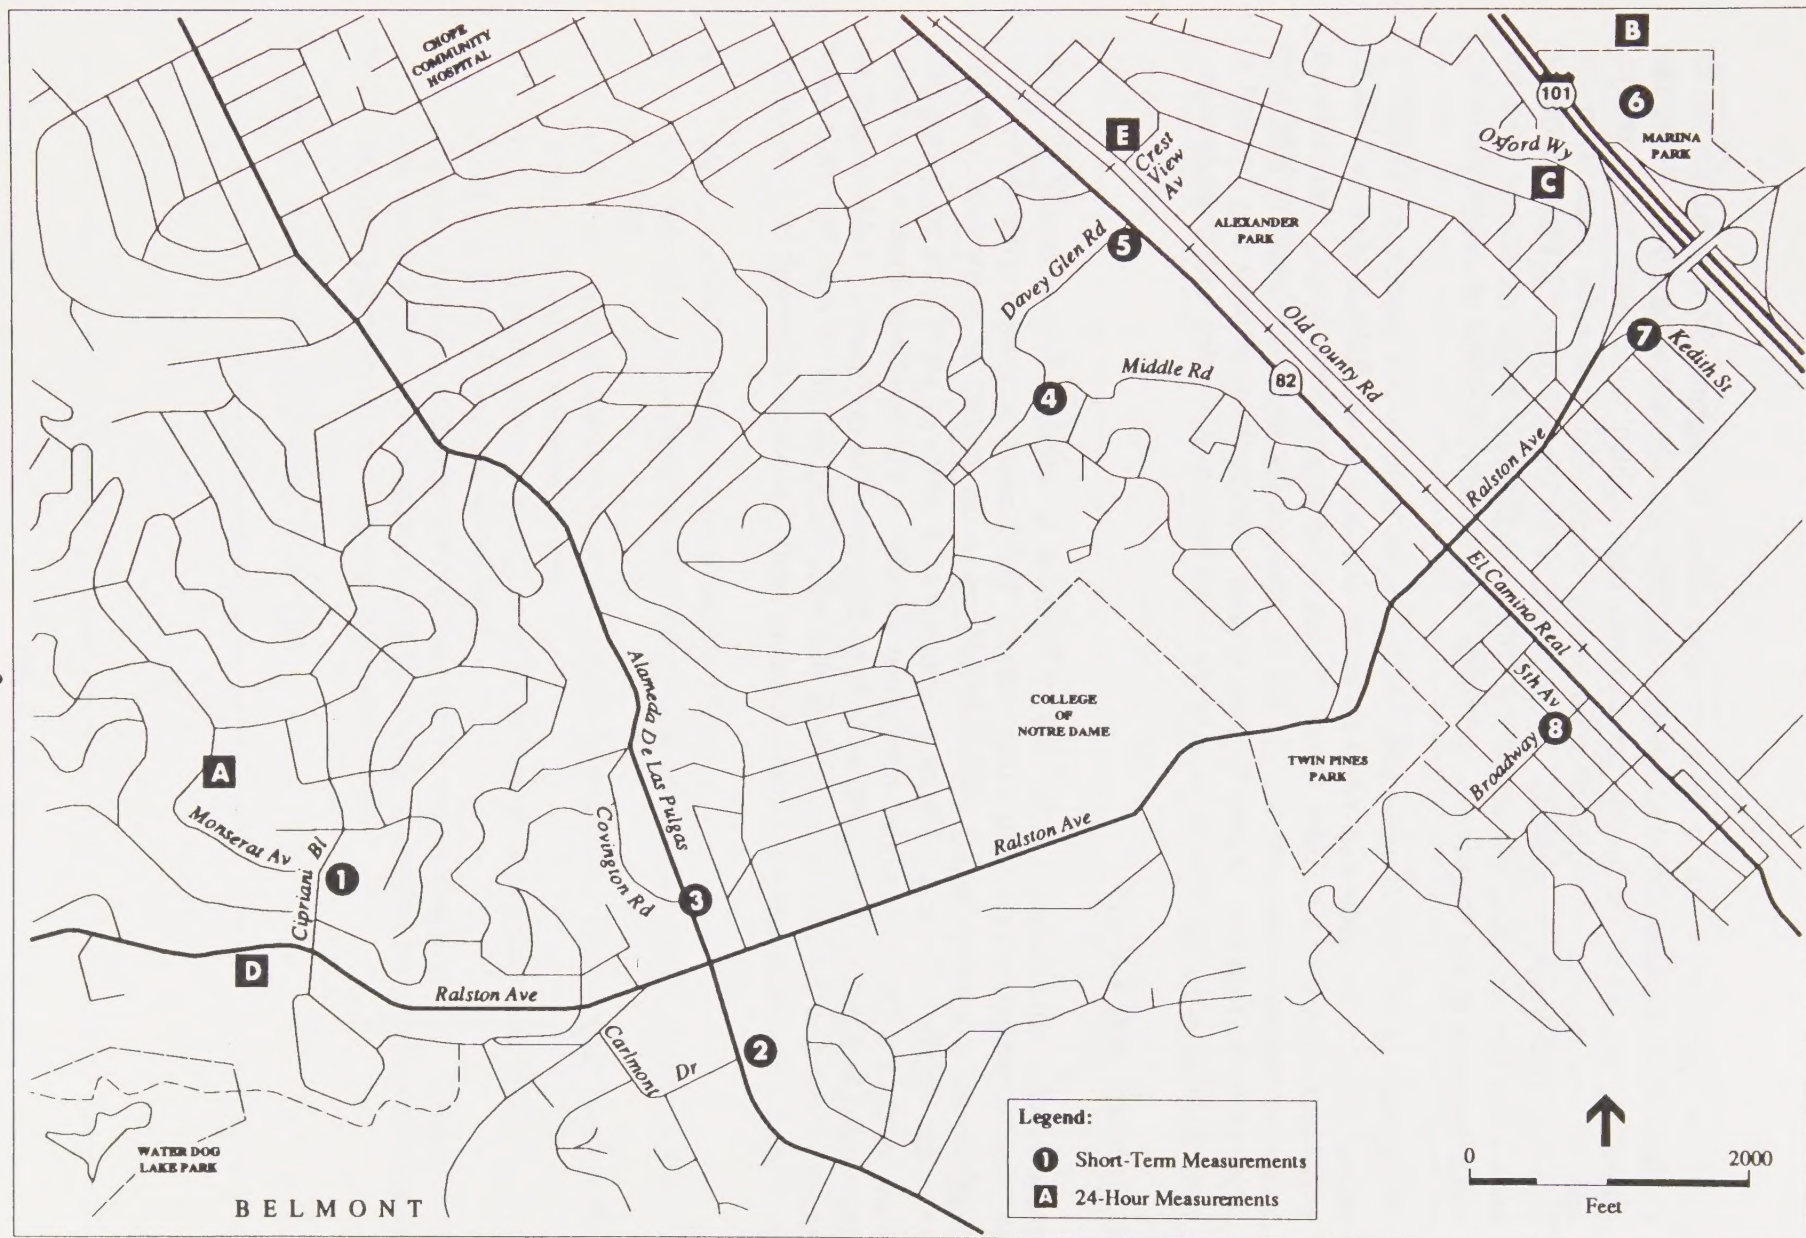 CHOPE
COMMUNITY
HOSPITAL
B
101
6
MARINA
PARK
E
Crest
View
Av
Oxford Wy
C
ALEXANDER
PARK
5
Davey Glen Rd
Old County Rd
7
Kedith St
Middle Rd
82
4
Ralston Ave
El Camino Real
Alameda De Las Pulgas
5th Av
COLLEGE
OF
NOTRE DAME
8
TWIN PINES
PARK
Broadway
A
Monserat Av
Covington Rd
Ralston Ave
Cipriani Bl
1
3
D
Ralston Ave
Carlmont Dr
2
WATER DOG
LAKE PARK
BELMONT
Legend:
1 Short-Term Measurements
A 24-Hour Measurements
0 2000
Feet